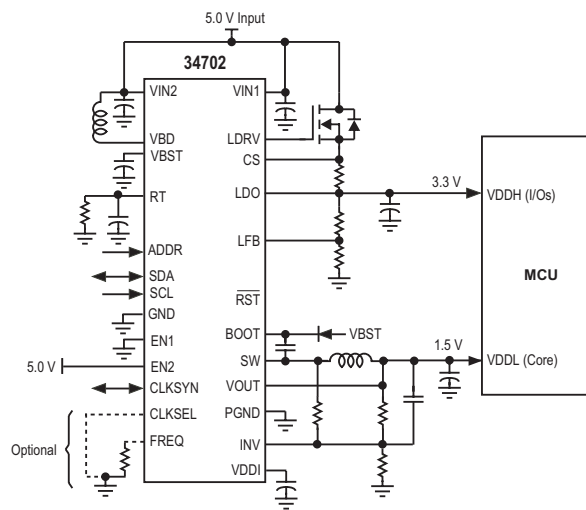 5.0 V Input
34702
VIN2
VIN1
VBD
LDRV
VBST
CS
RT
LDO
3.3 V
VDDH (I/Os)
LFB
ADDR
SDA
SCL
MCU
RST
GND
BOOT
VBST
EN1
SW
1.5 V
VDDL (Core)
5.0 V
EN2
VOUT
CLKSYN
CLKSEL
PGND
Optional
FREQ
INV
VDDI